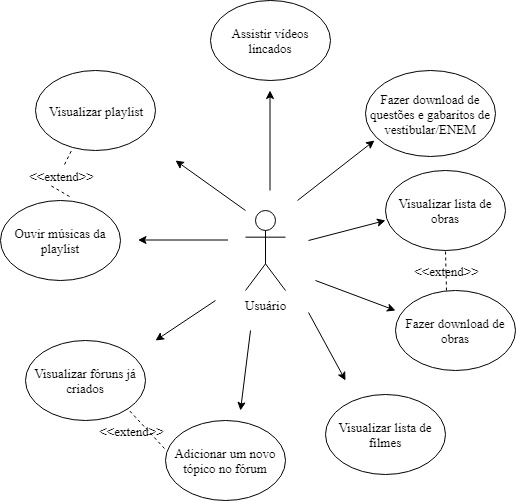 Assistir vídeos
lincados
Visualizar playlist
Fazer download de
questões e gabaritos de
vestibular/ENEM
<<extend>>
Ouvir músicas da
playlist
Visualizar lista de
obras
<<extend>>
Usuário
Fazer download de
obras
Visualizar fóruns já
criados
<<extend>>
Adicionar um novo
tópico no fórum
Visualizar lista de
filmes